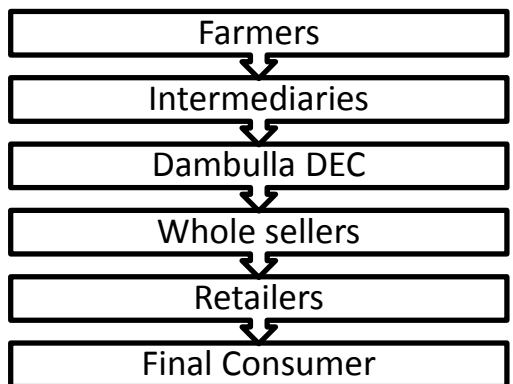 Farmers
Intermediaries
Dambulla DEC
Whole sellers
Retailers
Final Consumer